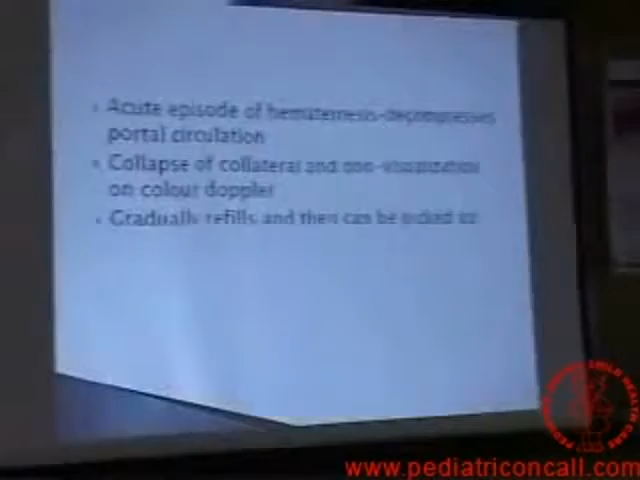 Acute episode of hematemesis-decompresses
portal circulation
Collapse of collateral and non-visualization
on colour doppler
Gradually refills and then can be picked up
www.pediatriconcall.com